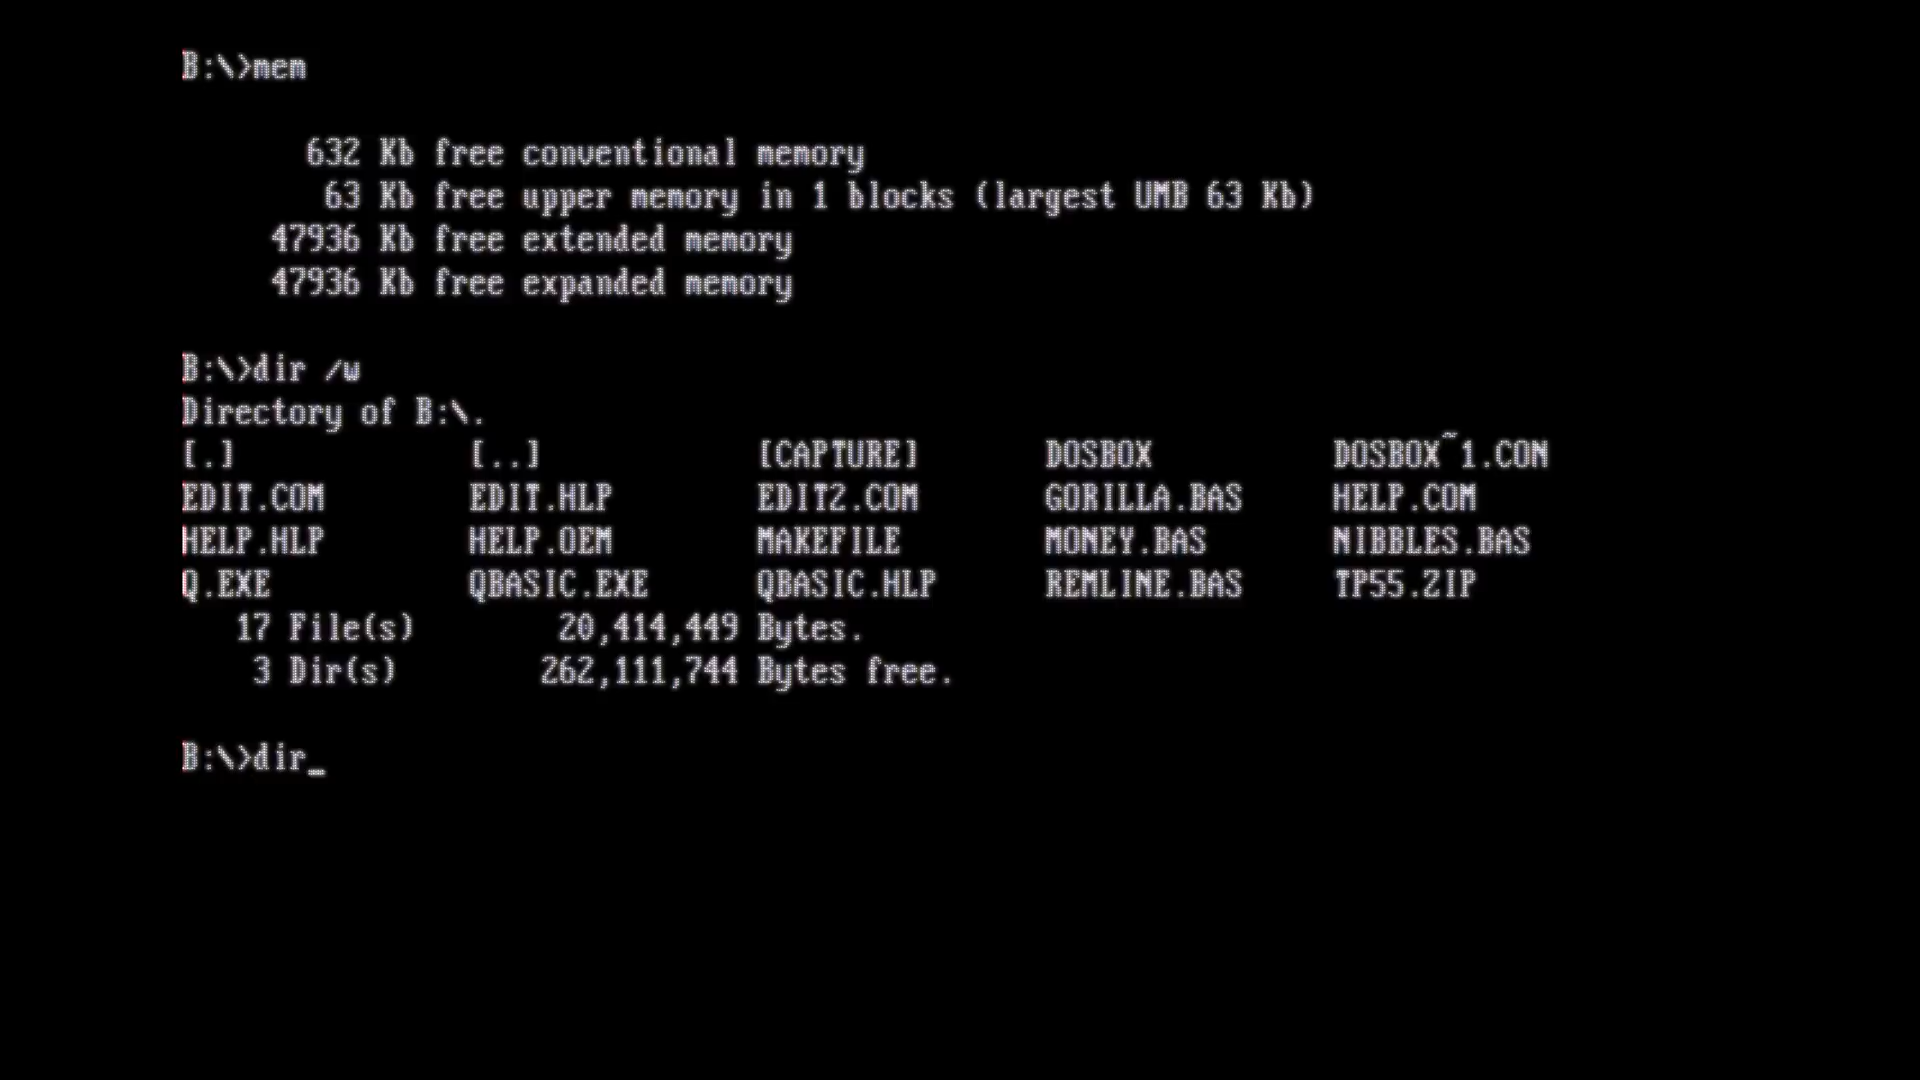 B:\>mem
632 Kb free conventional memory
63 Kb free upper memory in 1 blocks (largest UMB 63 Kb)
47936 Kb free extended memory
47936 Kb free expanded memory
B:\>dir /w
Directory of B:\.
[.] [..] [CAPTURE] DOSBOX DOSBOX~1.CON
EDIT.COM EDIT.HLP EDIT2.COM GORILLA.BAS HELP.COM
HELP.HLP HELP.OEM MAKEFILE MONEY.BAS NIBBLES.BAS
Q.EXE QBASIC.EXE QBASIC.HLP REMLINE.BAS TP55.ZIP
17 File(s) 20,414,449 Bytes.
3 Dir(s) 262,111,744 Bytes free.
B:\>dir_